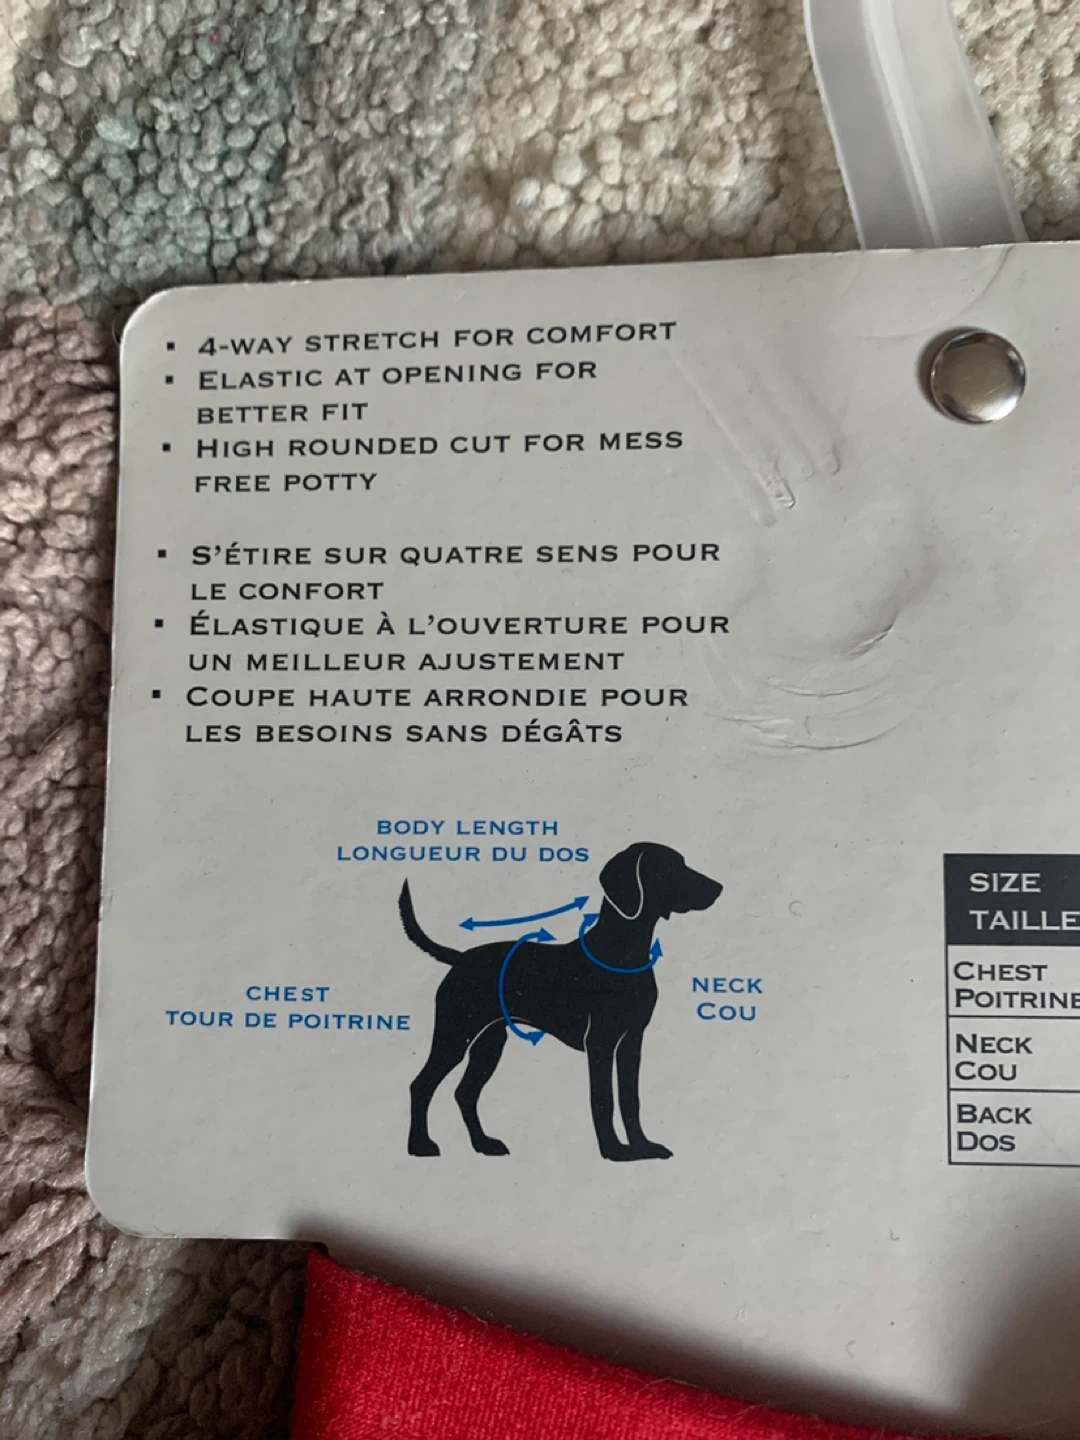 ▪ 4-WAY STRETCH FOR COMFORT
▪ ELASTIC AT OPENING FOR
BETTER FIT
▪ HIGH ROUNDED CUT FOR MESS
FREE POTTY
▪ S'ÉTIRE SUR QUATRE SENS POUR
LE CONFORT
▪ ÉLASTIQUE À L'OUVERTURE POUR
UN MEILLEUR AJUSTEMENT
▪ COUPE HAUTE ARRONDIE POUR
LES BESOINS SANS DÉGÂTS
BODY LENGTH
LONGUEUR DU DOS
CHEST
TOUR DE POITRINE
NECK
COU
SIZE
TAILLE
CHEST
POITRINE
NECK
COU
BACK
DOS